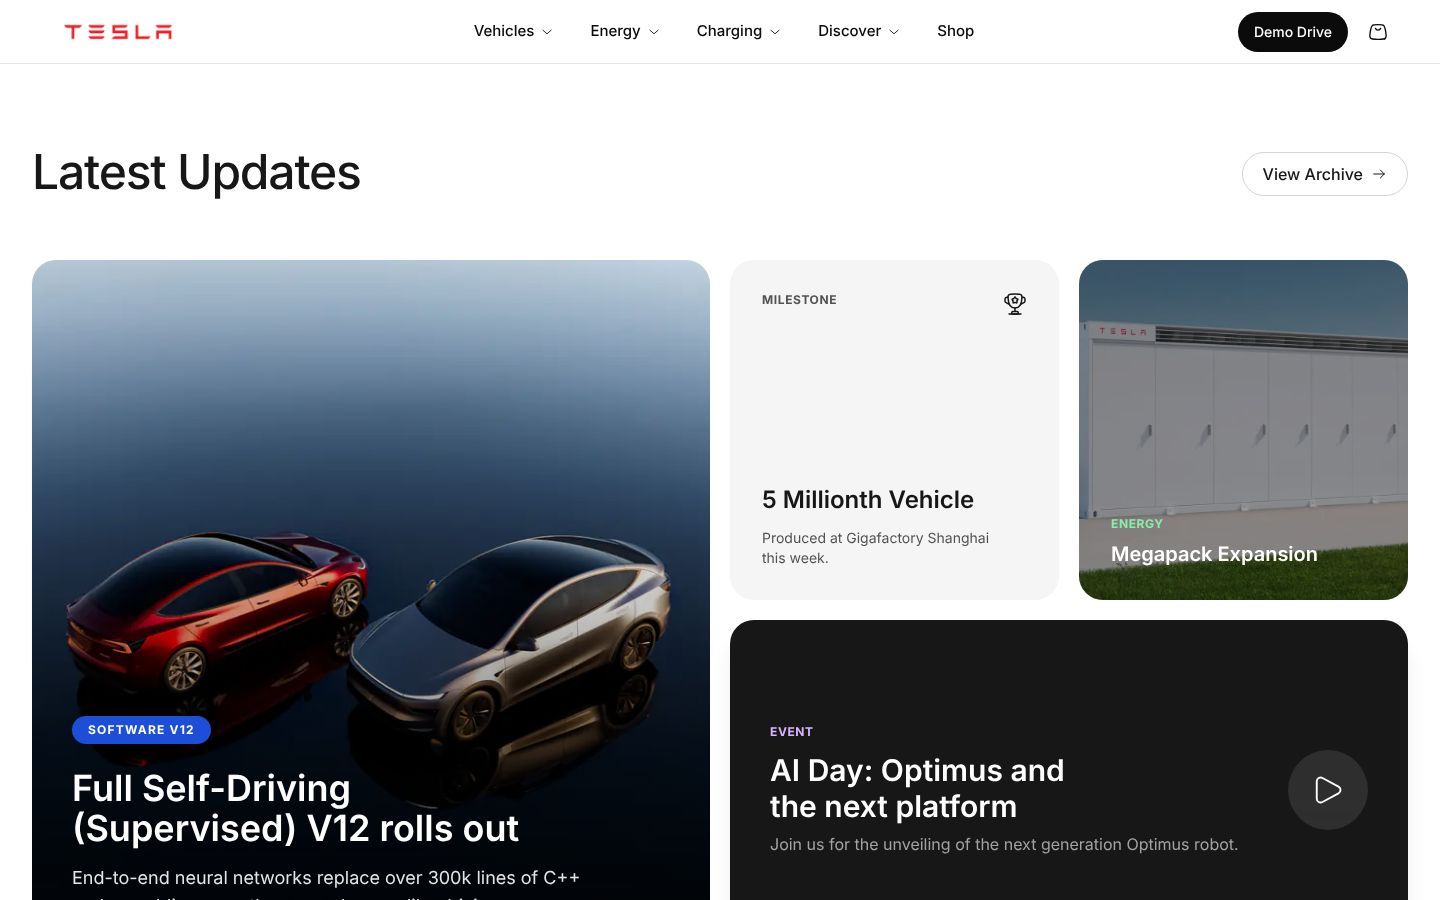 TESLA
Vehicles
Energy
Charging
Discover
Shop
Demo Drive
Latest Updates
View Archive
SOFTWARE V12
Full Self-Driving
(Supervised) V12 rolls out
End-to-end neural networks replace over 300k lines of C++
MILESTONE
5 Millionth Vehicle
Produced at Gigafactory Shanghai
this week.
TESLA
ENERGY
Megapack Expansion
EVENT
AI Day: Optimus and
the next platform
Join us for the unveiling of the next generation Optimus robot.